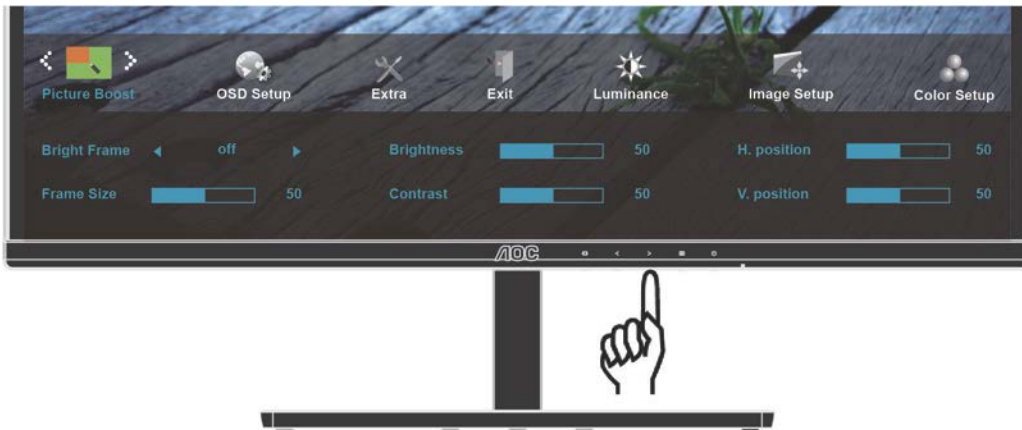 Picture Boost OSD Setup Extra Exit Luminance Image Setup Color Setup
Bright Frame off Brightness 50 H. position 50
Frame Size 50 Contrast 50 V. position 50
AOC